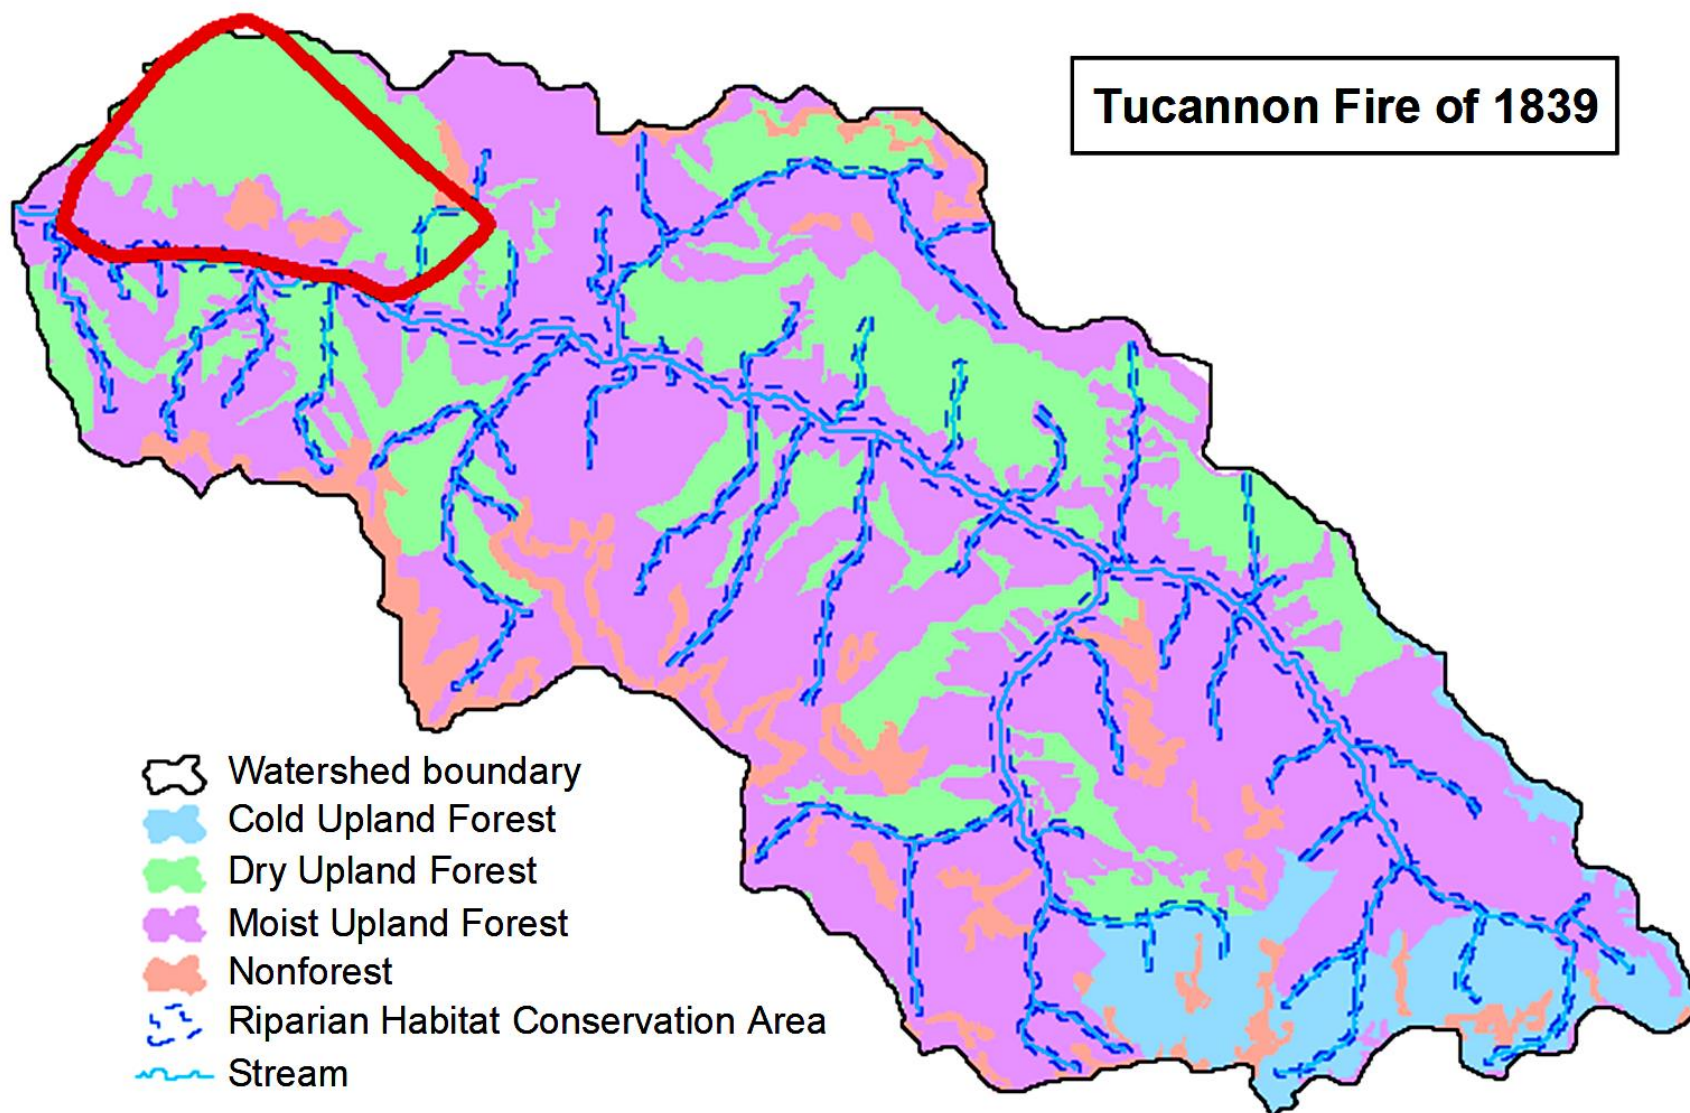 Tucannon Fire of 1839
Watershed boundary
Cold Upland Forest
Dry Upland Forest
Moist Upland Forest
Nonforest
Riparian Habitat Conservation Area
Stream